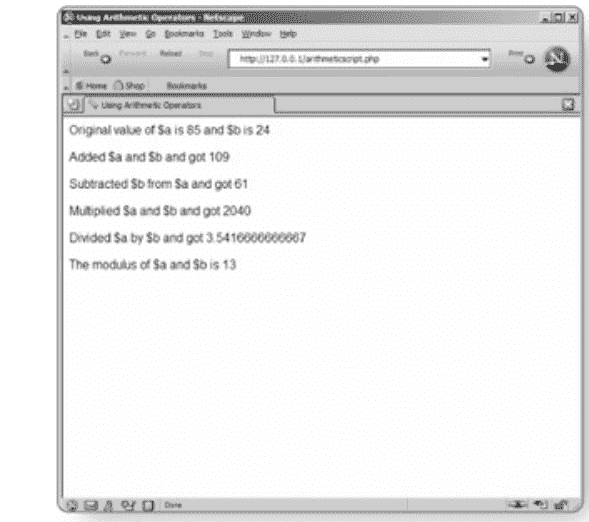 Using Arithmetic Operators - Netscape
File Edit View Go Bookmarks Tools Window Help
Back Forward Reload Stop http://127.0.0.1/arithmeticscript.php Print
Home Shop Bookmarks
Using Arithmetic Operators
Original value of $a is 85 and $b is 24
Added $a and $b and got 109
Subtracted $b from $a and got 61
Multiplied $a and $b and got 2040
Divided $a by $b and got 3.5416666666667
The modulus of $a and $b is 13
Done